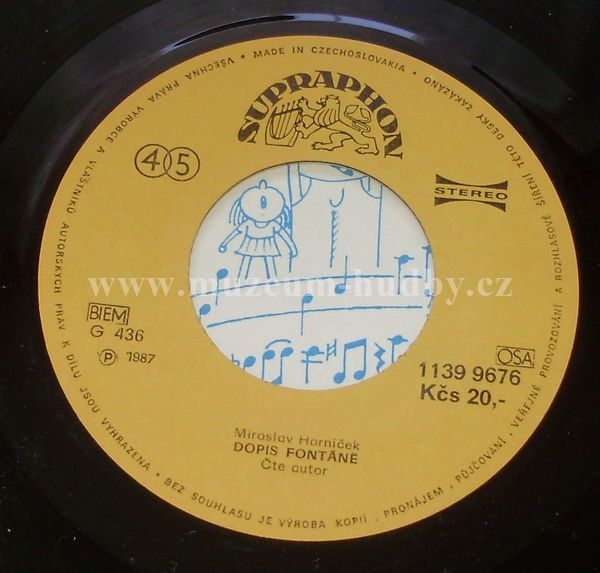 VŠECHNA PRÁVA VÝROBCE A VLASTNÍKŮ AUTORSKÝCH PRÁV K DÍLU JSOU VYHRAZENA • BEZ SOUHLASU JE VÝROBA KOPIÍ, PRONÁJEM, PŮJČOVÁNÍ, VEŘEJNÉ PROVOZOVÁNÍ A ROZHLASOVÉ ŠÍŘENÍ TÉTO DESKY ZAKÁZÁNO • MADE IN CZECHOSLOVAKIA •
SUPRAPHON
45
STEREO
www.muzeum-hudby.cz
BIEM
G 436
Ⓟ 1987
OSA
1139 9676
Kčs 20,-
Miroslav Horníček
DOPIS FONTÁNĚ
Čte autor